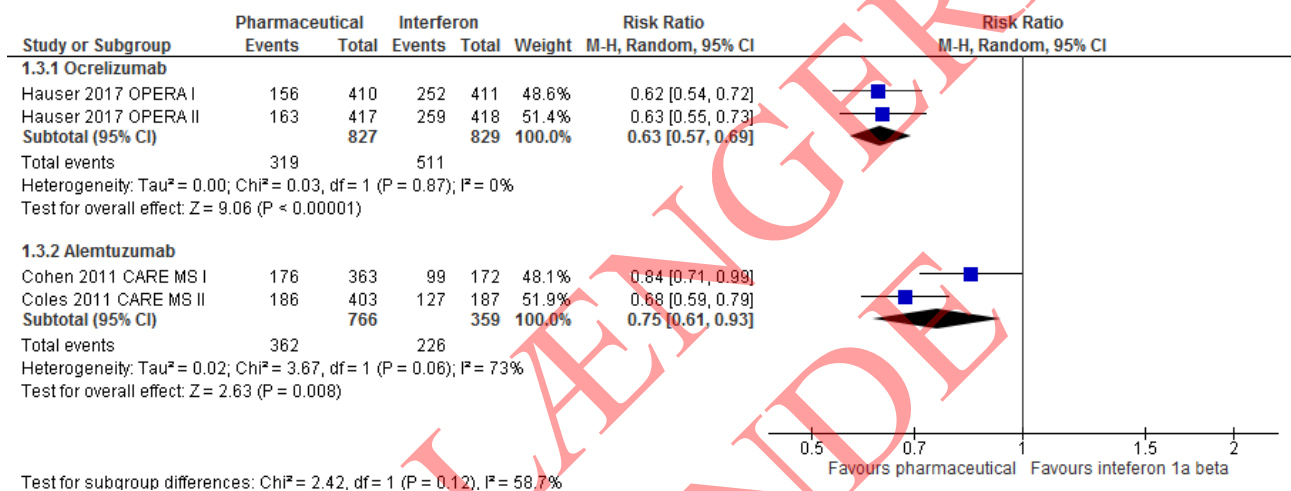 Pharmaceutical Interferon Risk Ratio Risk Ratio
Study or Subgroup Events Total Events Total Weight M-H, Random, 95% CI M-H, Random, 95% CI
1.3.1 Ocrelizumab
Hauser 2017 OPERA I 156 410 252 411 48.6% 0.62 [0.54, 0.72]
Hauser 2017 OPERA II 163 417 259 418 51.4% 0.63 [0.55, 0.73]
Subtotal (95% CI) 827 829 100.0% 0.63 [0.57, 0.69]
Total events 319 511
Heterogeneity: Tau² = 0.00; Chi² = 0.03, df = 1 (P = 0.87); I² = 0%
Test for overall effect: Z = 9.06 (P < 0.00001)
1.3.2 Alemtuzumab
Cohen 2011 CARE MS I 176 363 99 172 48.1% 0.84 [0.71, 0.99]
Coles 2011 CARE MS II 186 403 127 187 51.9% 0.68 [0.59, 0.79]
Subtotal (95% CI) 766 359 100.0% 0.75 [0.61, 0.93]
Total events 362 226
Heterogeneity: Tau² = 0.02; Chi² = 3.67, df = 1 (P = 0.06); I² = 73%
Test for overall effect: Z = 2.63 (P = 0.008)
0.5 0.7 1 1.5 2
Favours pharmaceutical Favours inteferon 1a beta
Test for subgroup differences: Chi² = 2.42, df = 1 (P = 0.12), I² = 58.7%
LÆNGER
NDE